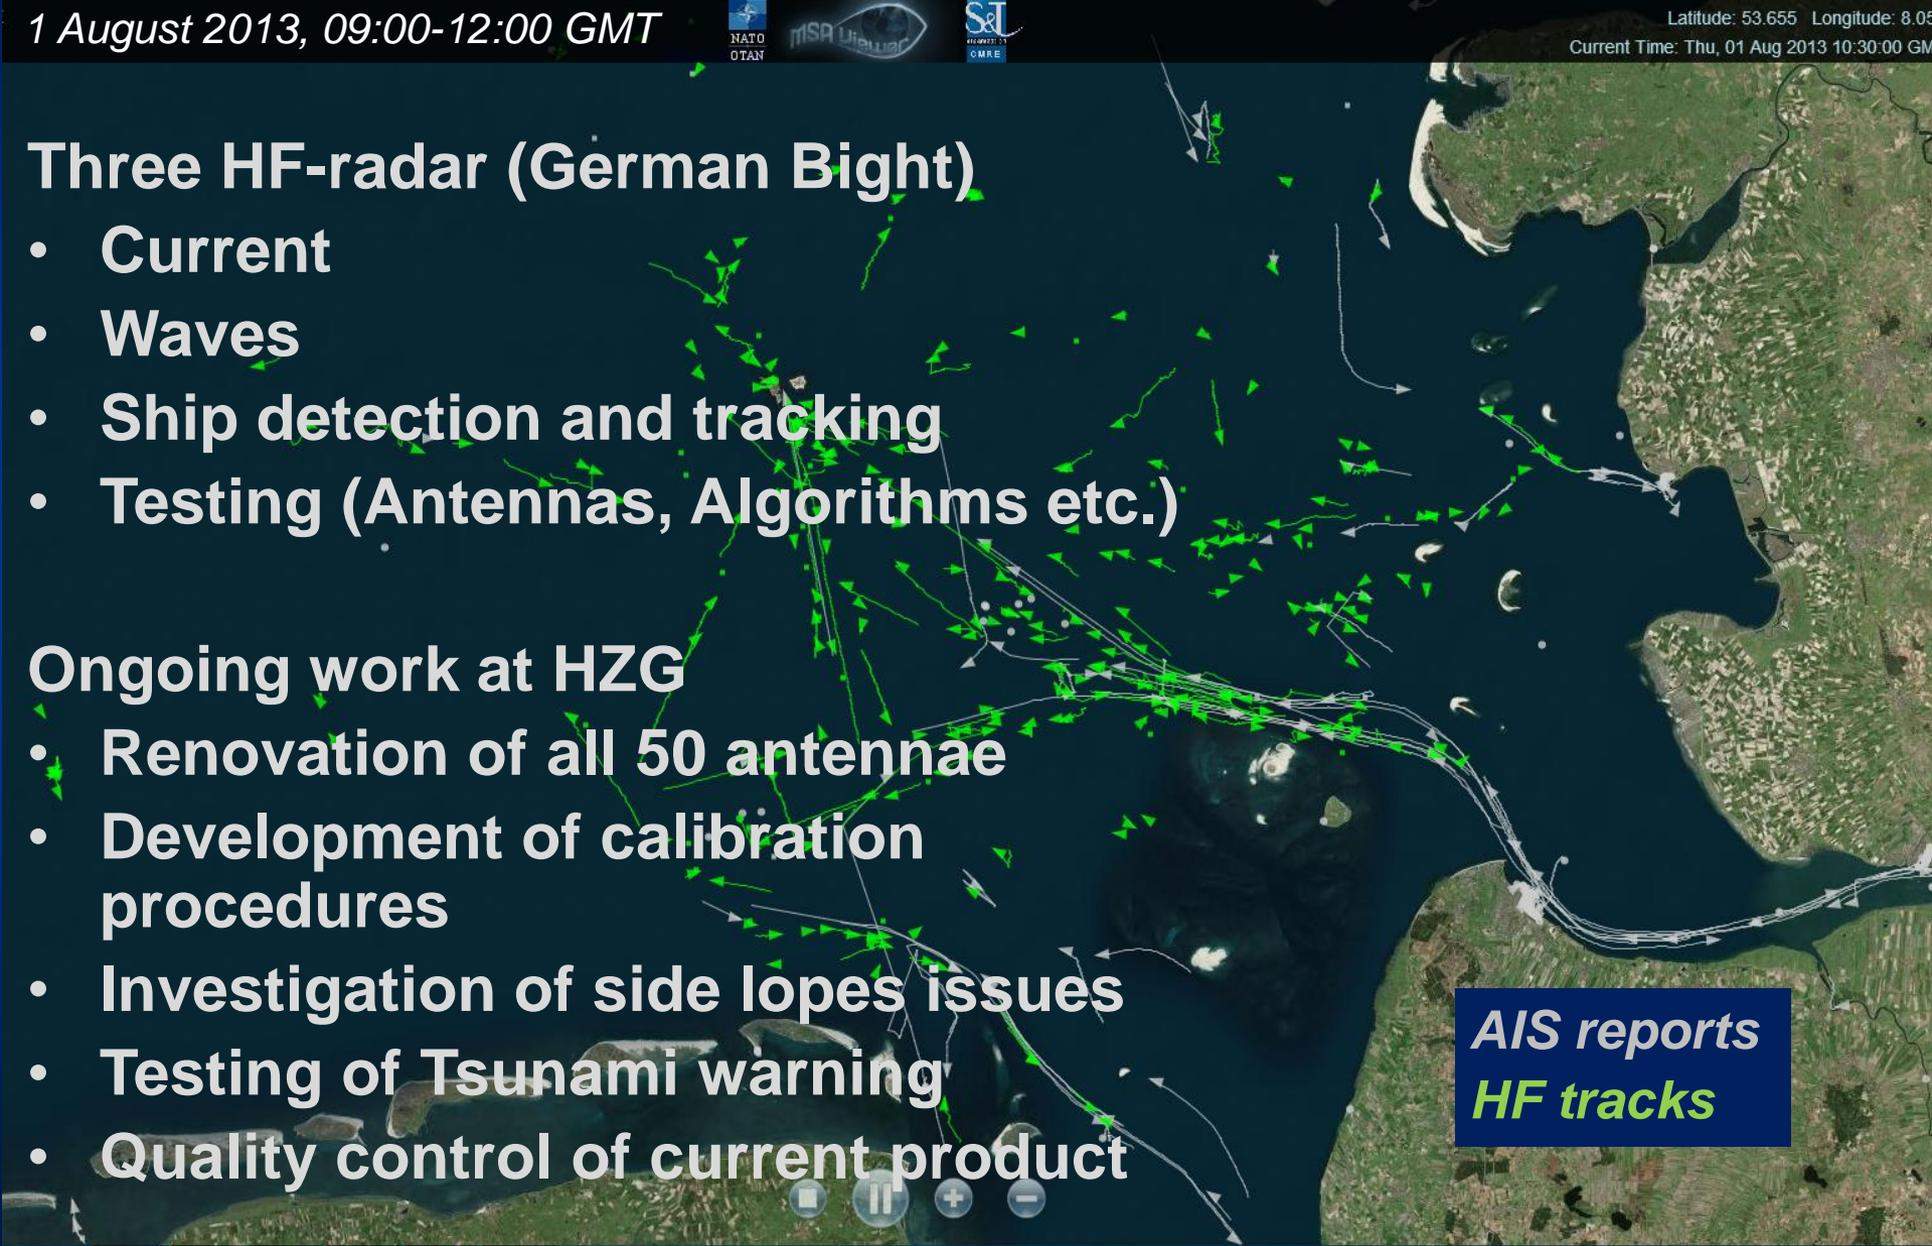 1 August 2013, 09:00-12:00 GMT
NATO
OTAN
MSA Viewer
S&T
CMRE
Latitude: 53.655 Longitude: 8.05
Current Time: Thu, 01 Aug 2013 10:30:00 GM
Three HF-radar (German Bight)
• Current
• Waves
• Ship detection and tracking
• Testing (Antennas, Algorithms etc.)
Ongoing work at HZG
• Renovation of all 50 antennae
• Development of calibration
procedures
• Investigation of side lopes issues
• Testing of Tsunami warning
• Quality control of current product
AIS reports
HF tracks